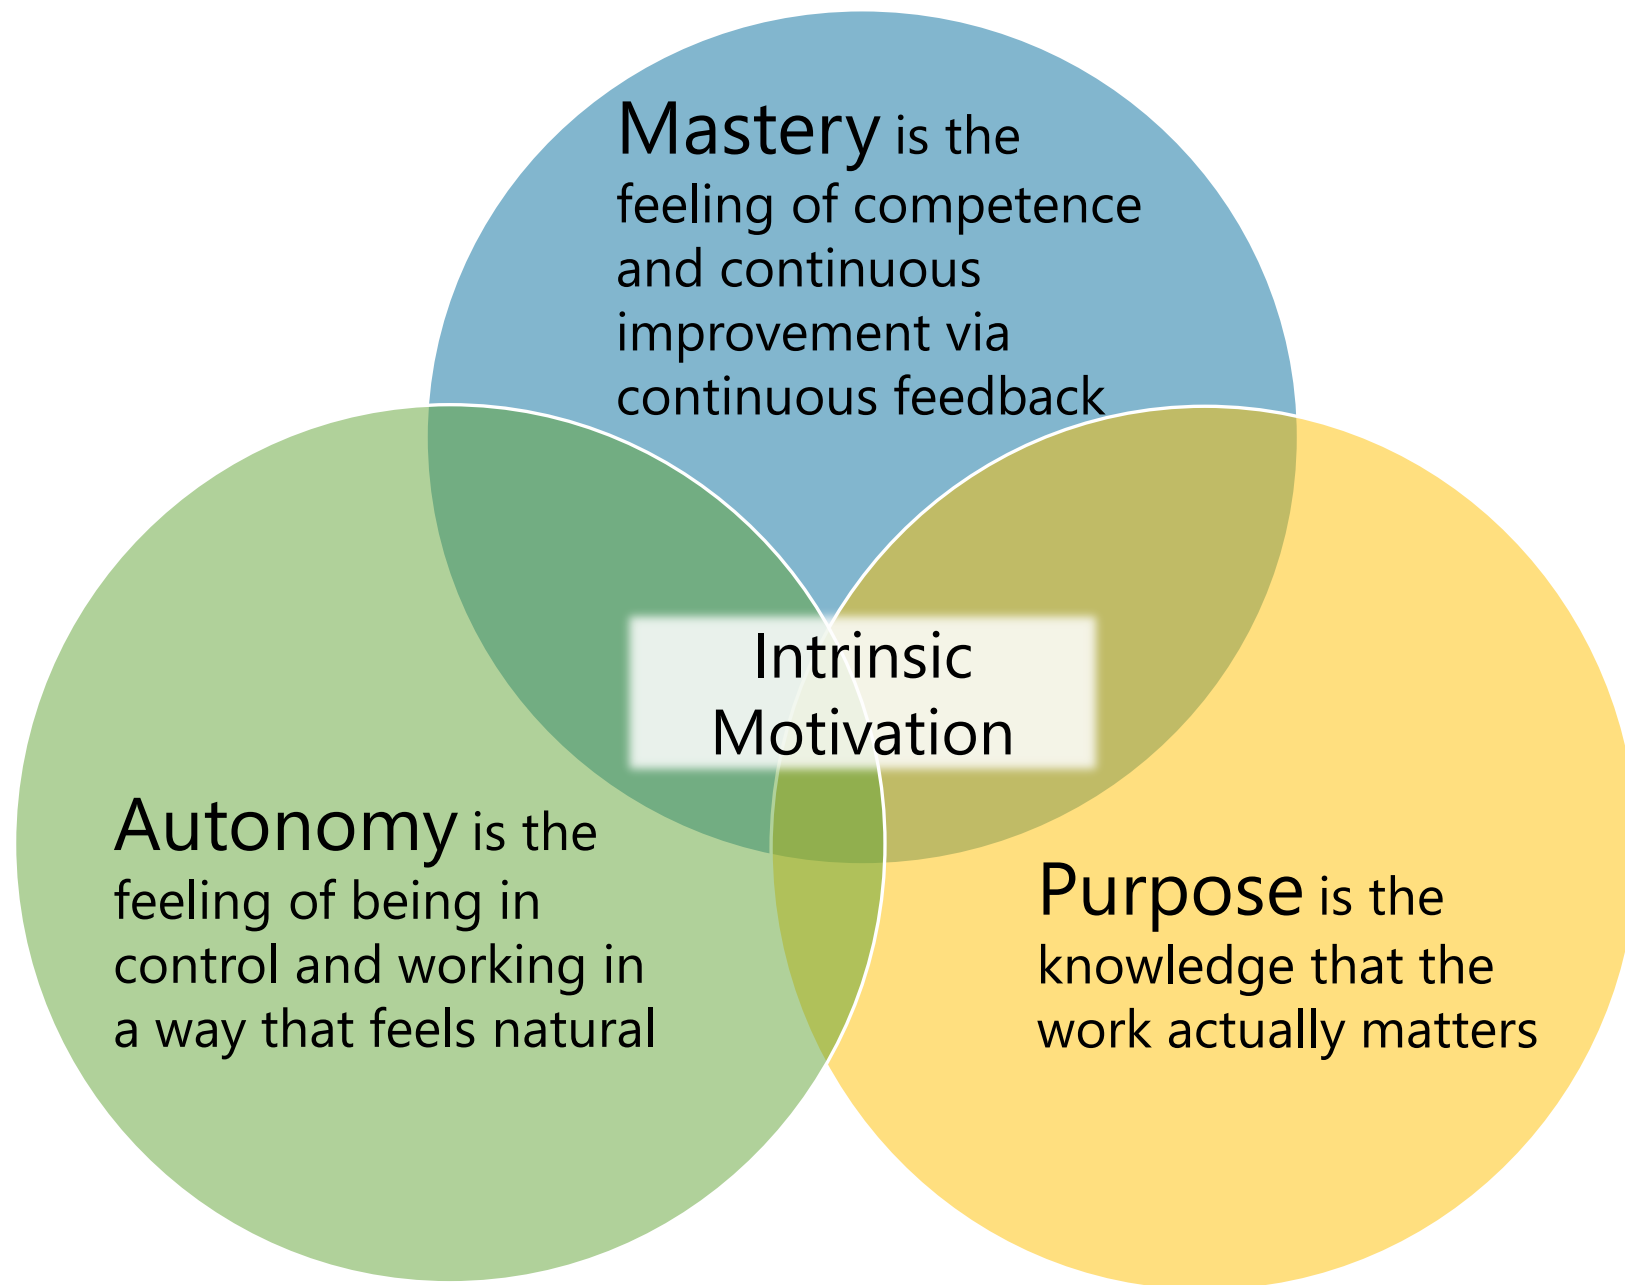 Mastery is the
feeling of competence
and continuous
improvement via
continuous feedback
Intrinsic
Motivation
Autonomy is the
feeling of being in
control and working in
a way that feels natural
Purpose is the
knowledge that the
work actually matters